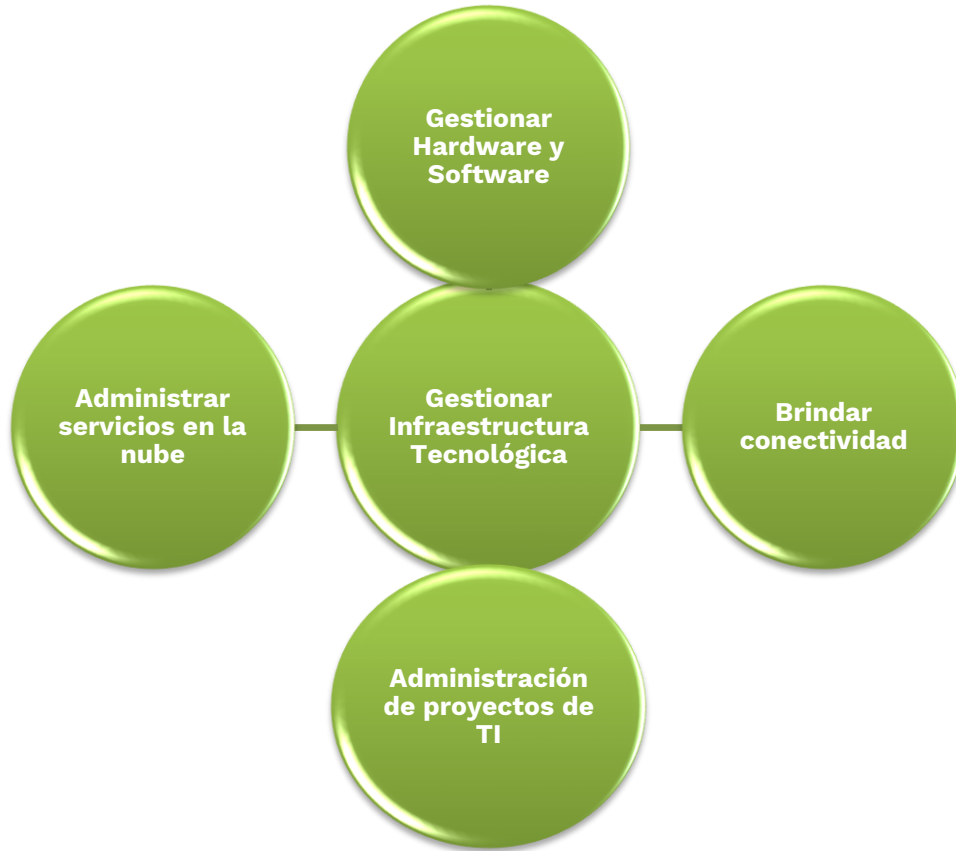 Gestionar
Hardware y
Software
Administrar
servicios en la
nube
Gestionar
Infraestructura
Tecnológica
Brindar
conectividad
Administración
de proyectos de
TI